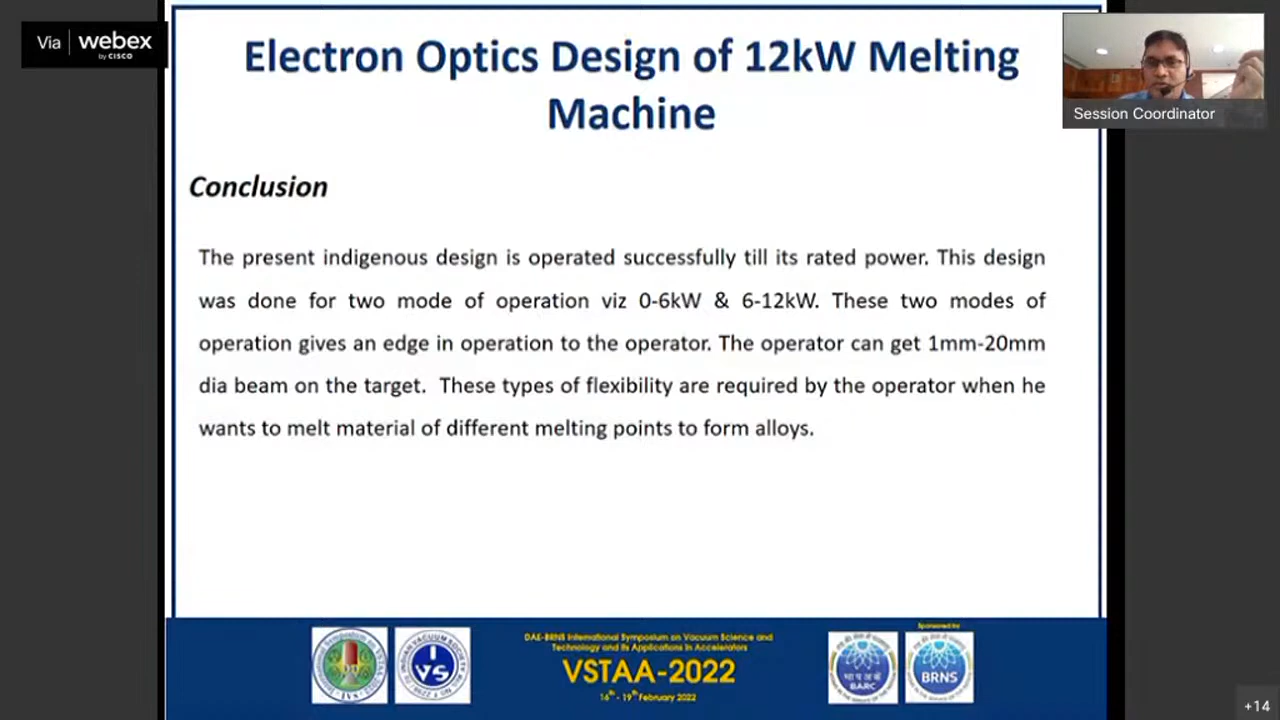 Via webex
by CISCO
Electron Optics Design of 12kW Melting
Machine
Session Coordinator
Conclusion
The present indigenous design is operated successfully till its rated power. This design
was done for two mode of operation viz 0-6kW & 6-12kW. These two modes of
operation gives an edge in operation to the operator. The operator can get 1mm-20mm
dia beam on the target. These types of flexibility are required by the operator when he
wants to melt material of different melting points to form alloys.
Sponsored by
DAE-BRNS International Symposium on Vacuum Science and
Technology and its Applications in Accelerators
VSTAA-2022
16th - 19th February 2022
INDIAN VACUUM SOCIETY
IVS
BARC
BRNS
+14